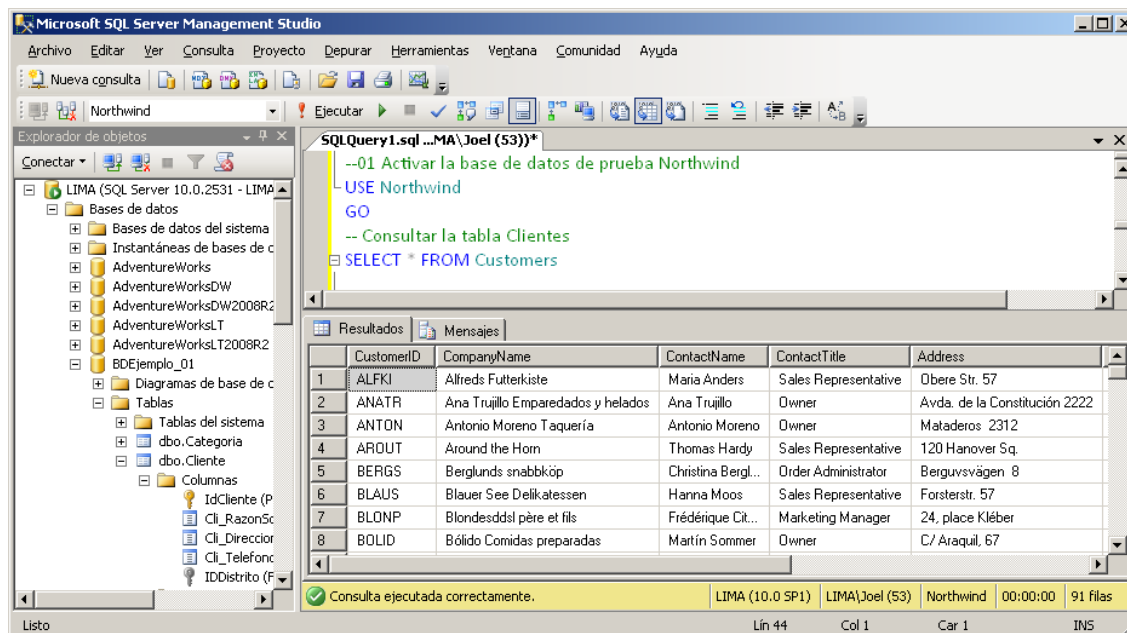 Microsoft SQL Server Management Studio
Archivo Editar Ver Consulta Proyecto Depurar Herramientas Ventana Comunidad Ayuda
Nueva consulta
Northwind Ejecutar
Explorador de objetos
Conectar
LIMA (SQL Server 10.0.2531 - LIMA
Bases de datos
Bases de datos del sistema
Instantáneas de bases de c
AdventureWorks
AdventureWorksDW
AdventureWorksDW2008R2
AdventureWorksLT
AdventureWorksLT2008R2
BDEjemplo_01
Diagramas de base de c
Tablas
Tablas del sistema
dbo.Categoria
dbo.Cliente
Columnas
IdCliente (P
Cli_RazonSo
Cli_Direccior
Cli_Telefono
IDDistrito (F
SQLQuery1.sql ...MA\Joel (53))*
--01 Activar la base de datos de prueba Northwind
USE Northwind
GO
-- Consultar la tabla Clientes
SELECT * FROM Customers
Resultados Mensajes
CustomerID CompanyName ContactName ContactTitle Address
1 ALFKI Alfreds Futterkiste Maria Anders Sales Representative Obere Str. 57
2 ANATR Ana Trujillo Emparedados y helados Ana Trujillo Owner Avda. de la Constitución 2222
3 ANTON Antonio Moreno Taquería Antonio Moreno Owner Mataderos 2312
4 AROUT Around the Horn Thomas Hardy Sales Representative 120 Hanover Sq.
5 BERGS Berglunds snabbköp Christina Bergl... Order Administrator Berguvsvägen 8
6 BLAUS Blauer See Delikatessen Hanna Moos Sales Representative Forsterstr. 57
7 BLONP Blondesddsl père et fils Frédérique Cit... Marketing Manager 24, place Kléber
8 BOLID Bólido Comidas preparadas Martín Sommer Owner C/ Araquil, 67
Consulta ejecutada correctamente. LIMA (10.0 SP1) LIMA\Joel (53) Northwind 00:00:00 91 filas
Listo Lín 44 Col 1 Car 1 INS